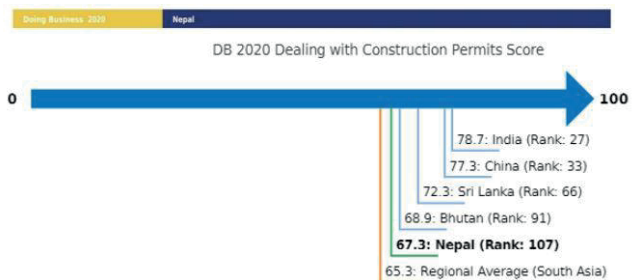 Doing Business 2020 Nepal
DB 2020 Dealing with Construction Permits Score
0 100
78.7: India (Rank: 27)
77.3: China (Rank: 33)
72.3: Sri Lanka (Rank: 66)
68.9: Bhutan (Rank: 91)
67.3: Nepal (Rank: 107)
65.3: Regional Average (South Asia)